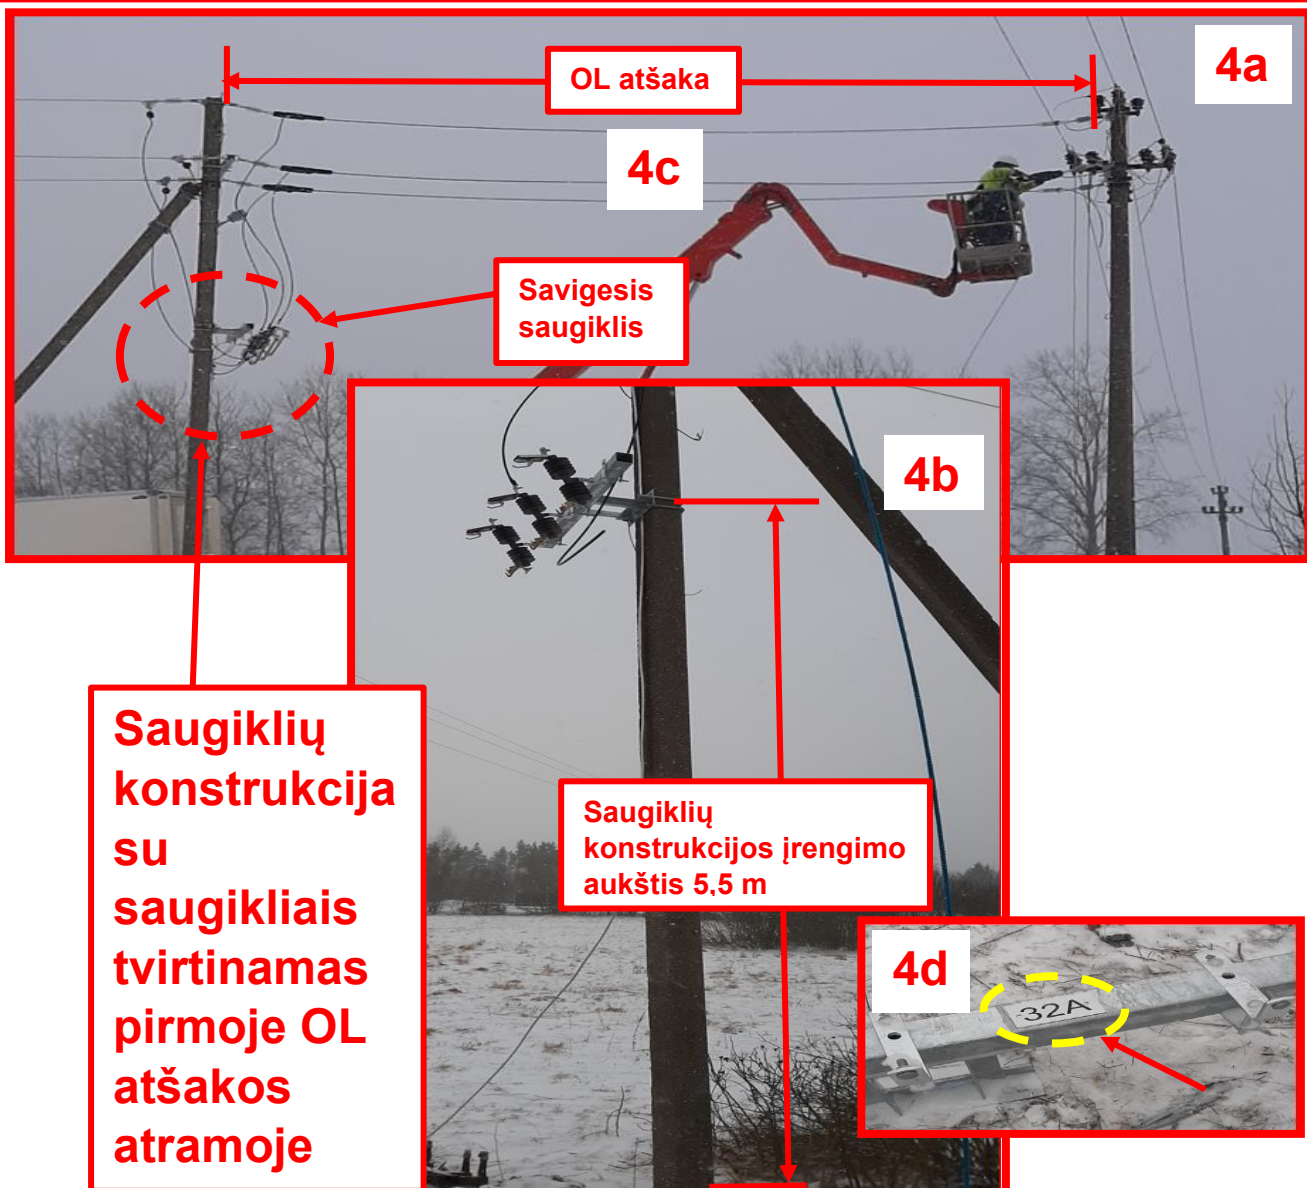 OL atšaka
4a
4c
Savigesis
saugiklis
4b
Saugiklių
konstrukcija
su
saugikliais
tvirtinamas
pirmoje OL
atšakos
atramoje
Saugiklių
konstrukcijos įrengimo
aukštis 5,5 m
4d
32A